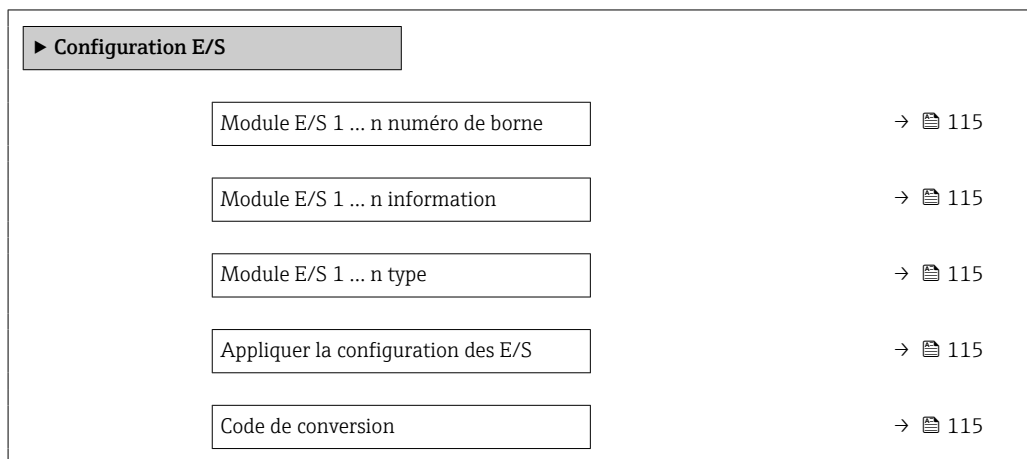 ▶ Configuration E/S
Module E/S 1 … n numéro de borne → 115
Module E/S 1 … n information → 115
Module E/S 1 … n type → 115
Appliquer la configuration des E/S → 115
Code de conversion → 115